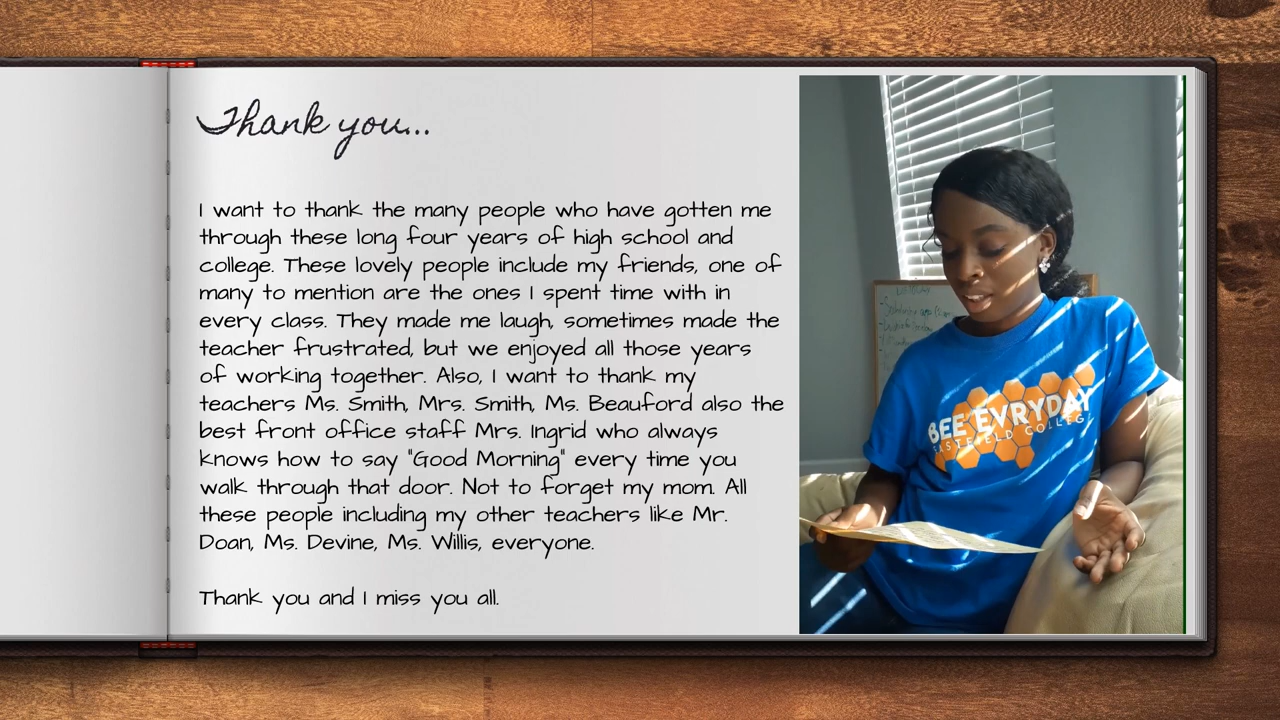 Thank you...
I want to thank the many people who have gotten me
through these long four years of high school and
college. These lovely people include my friends, one of
many to mention are the ones I spent time with in
every class. They made me laugh, sometimes made the
teacher frustrated, but we enjoyed all those years
of working together. Also, I want to thank my
teachers Ms. Smith, Mrs. Smith, Ms. Beauford also the
best front office staff Mrs. Ingrid who always
knows how to say "Good Morning" every time you
walk through that door. Not to forget my mom. All
these people including my other teachers like Mr.
Doan, Ms. Devine, Ms. Willis, everyone.
Thank you and I miss you all.
BEE EVRYDAY
EASTFIELD COLLEGE